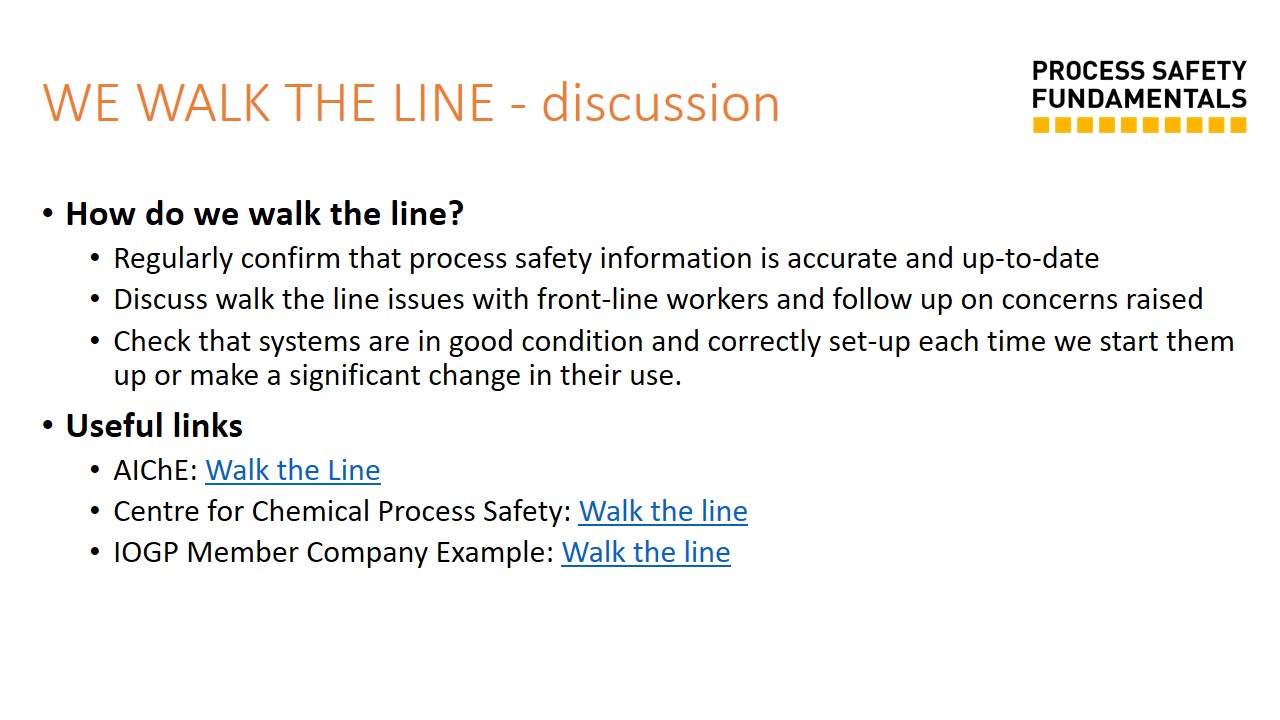 WE WALK THE LINE - discussion
PROCESS SAFETY
FUNDAMENTALS
• How do we walk the line?
• Regularly confirm that process safety information is accurate and up-to-date
• Discuss walk the line issues with front-line workers and follow up on concerns raised
• Check that systems are in good condition and correctly set-up each time we start them
up or make a significant change in their use.
• Useful links
• AIChE: Walk the Line
• Centre for Chemical Process Safety: Walk the line
• IOGP Member Company Example: Walk the line